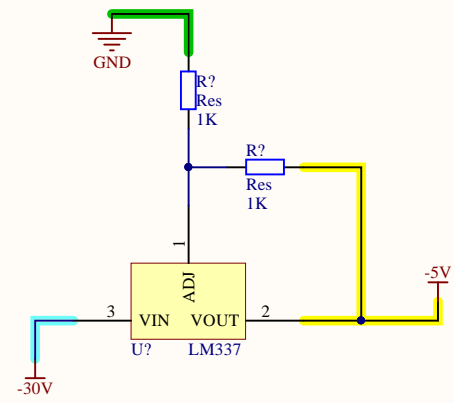 GND
R?
Res
1K
R?
Res
1K
1
ADJ
-5V
3
VIN
VOUT
2
U?
LM337
-30V